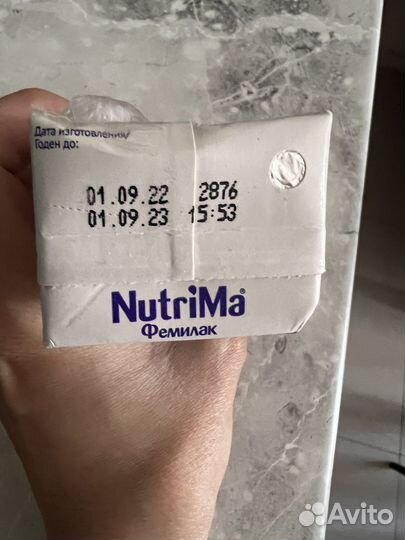 Дата изготовления/
Годен до:
01.09.22 2876
01.09.23 15:53
NutriMa®
Фемилак
Avito